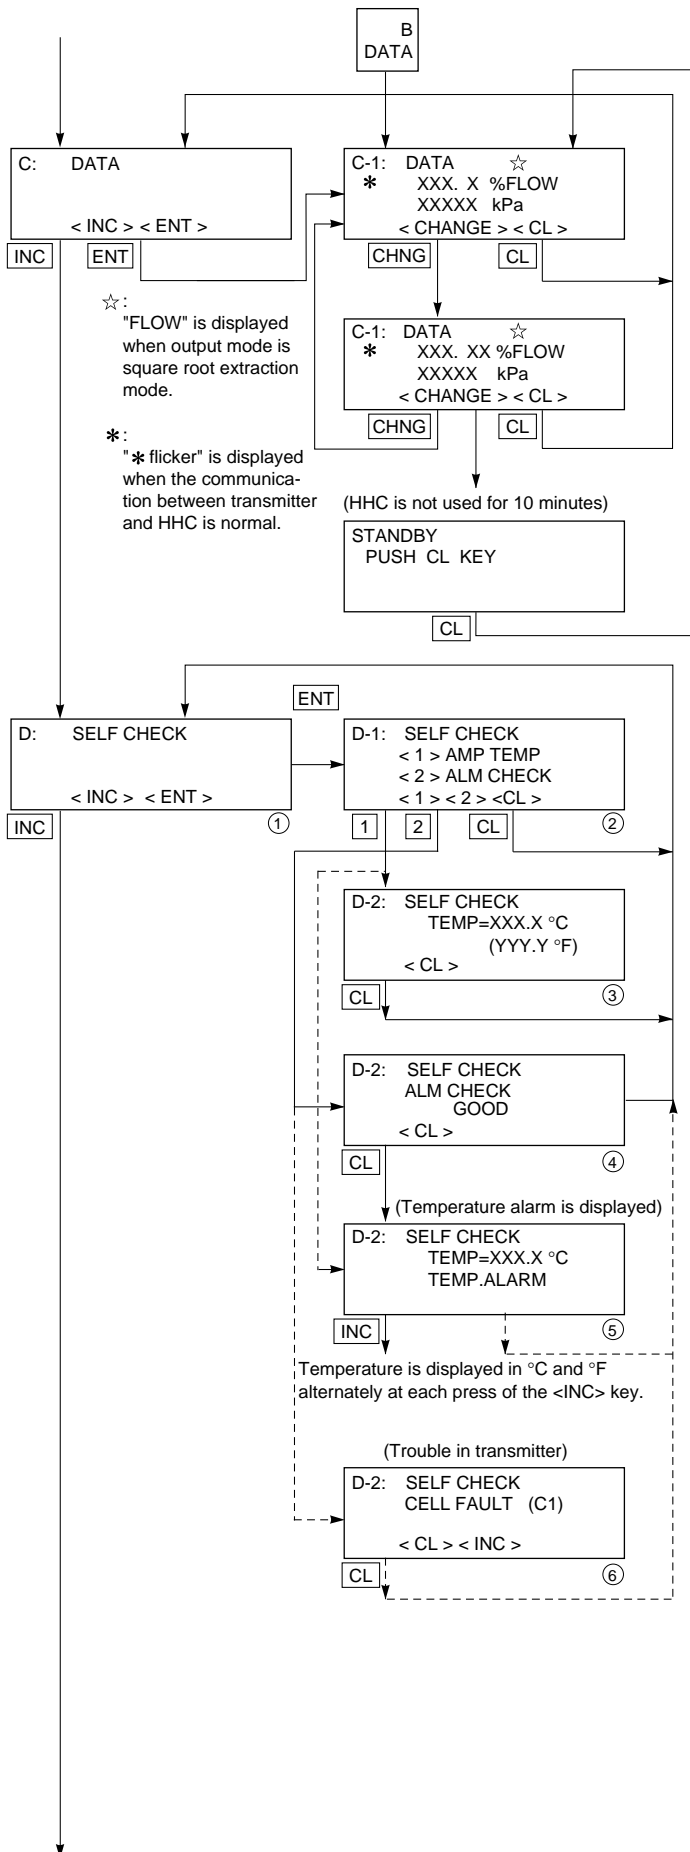 B
DATA
C: DATA
< INC > < ENT >
INC
ENT
C-1: DATA ☆
* XXX. X %FLOW
XXXXX kPa
< CHANGE > < CL >
CHNG
CL
☆:
"FLOW" is displayed
when output mode is
square root extraction
mode.
*:
"* flicker" is displayed
when the communica-
tion between transmitter
and HHC is normal.
C-1: DATA ☆
* XXX. XX %FLOW
XXXXX kPa
< CHANGE > < CL >
CHNG
CL
(HHC is not used for 10 minutes)
STANDBY
PUSH CL KEY
CL
ENT
D: SELF CHECK
< INC > < ENT >
INC
①
D-1: SELF CHECK
< 1 > AMP TEMP
< 2 > ALM CHECK
< 1 > < 2 > <CL >
1
2
CL
②
D-2: SELF CHECK
TEMP=XXX.X °C
(YYY.Y °F)
< CL >
CL
③
D-2: SELF CHECK
ALM CHECK
GOOD
< CL >
CL
④
(Temperature alarm is displayed)
D-2: SELF CHECK
TEMP=XXX.X °C
TEMP.ALARM
INC
⑤
Temperature is displayed in °C and °F
alternately at each press of the <INC> key.
(Trouble in transmitter)
D-2: SELF CHECK
CELL FAULT (C1)
< CL > < INC >
CL
⑥